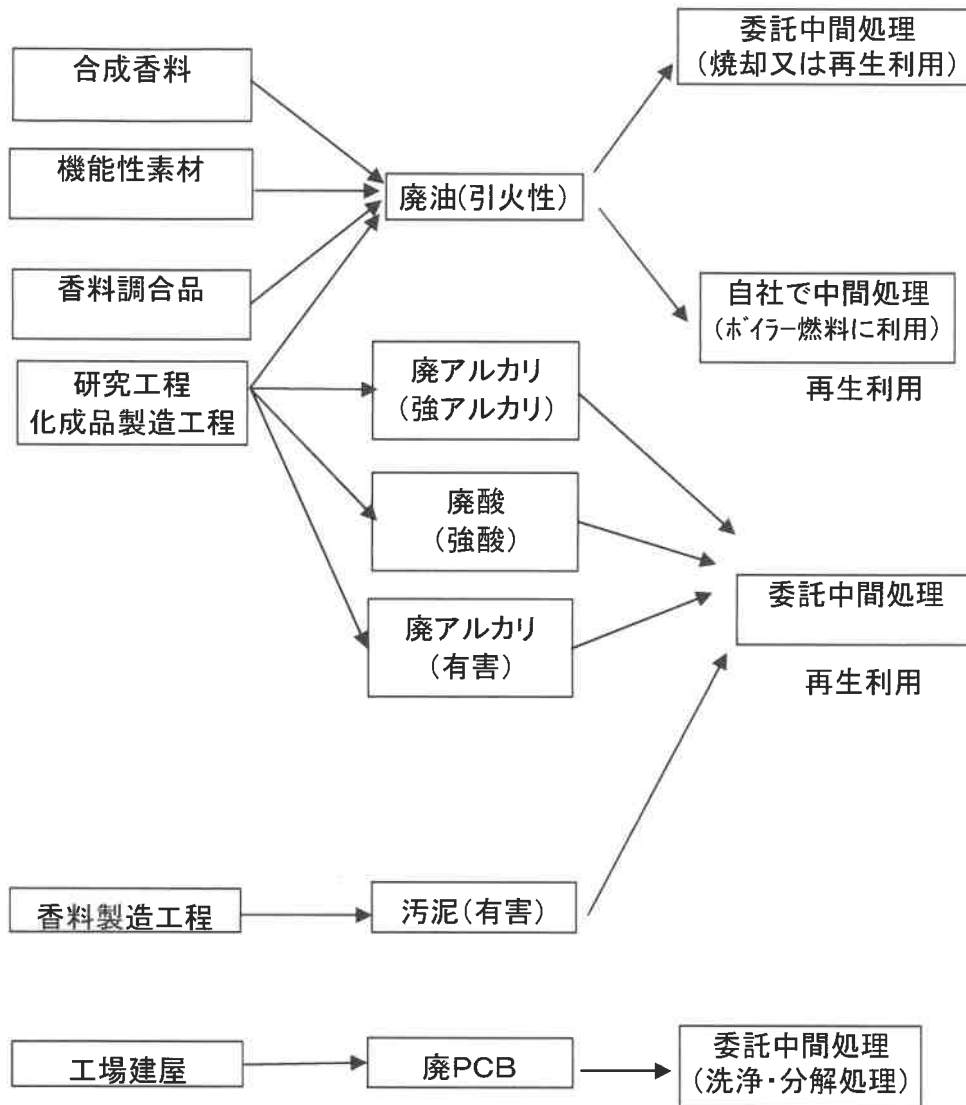 合成香料
機能性素材
香料調合品
研究工程
化成品製造工程
廃油(引火性)
委託中間処理
(焼却又は再生利用)
自社で中間処理
(ﾎﾞｲﾗｰ燃料に利用)
再生利用
廃アルカリ
(強アルカリ)
廃酸
(強酸)
廃アルカリ
(有害)
委託中間処理
再生利用
香料製造工程
汚泥(有害)
工場建屋
廃PCB
委託中間処理
(洗浄・分解処理)